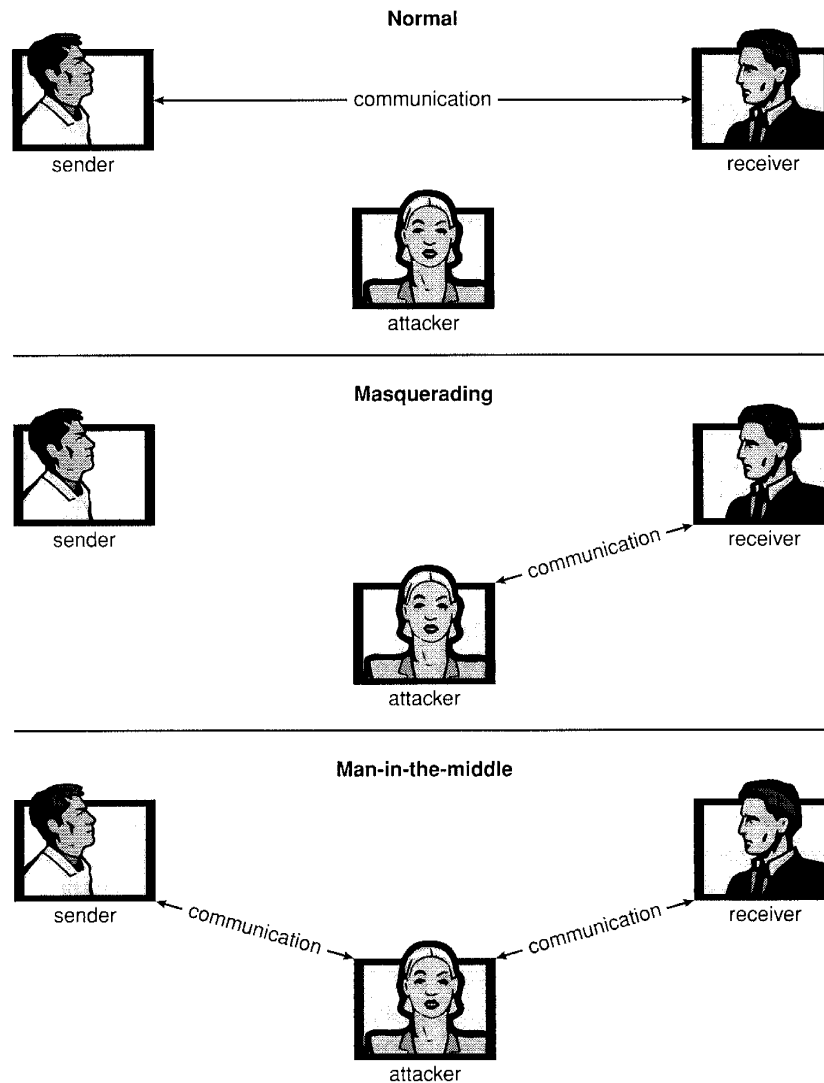 Normal
communication
sender
receiver
attacker
Masquerading
sender
communication
receiver
attacker
Man-in-the-middle
sender
communication
communication
receiver
attacker